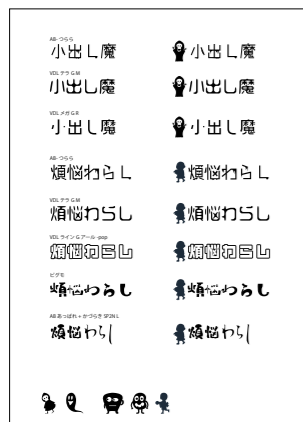 AB-つらら
小出し魔 小出し魔
VDL テラ G M
小出し魔 小出し魔
VDL メガ G R
小出し魔 小出し魔
AB-つらら
煩悩わらし 煩悩わらし
VDL テラ G M
煩悩わらし 煩悩わらし
VDL ライン G アール -pop
煩悩わらし 煩悩わらし
ピグモ
煩悩わらし 煩悩わらし
AB あっぱれ + かづらき SP2N L
煩悩わらし 煩悩わらし